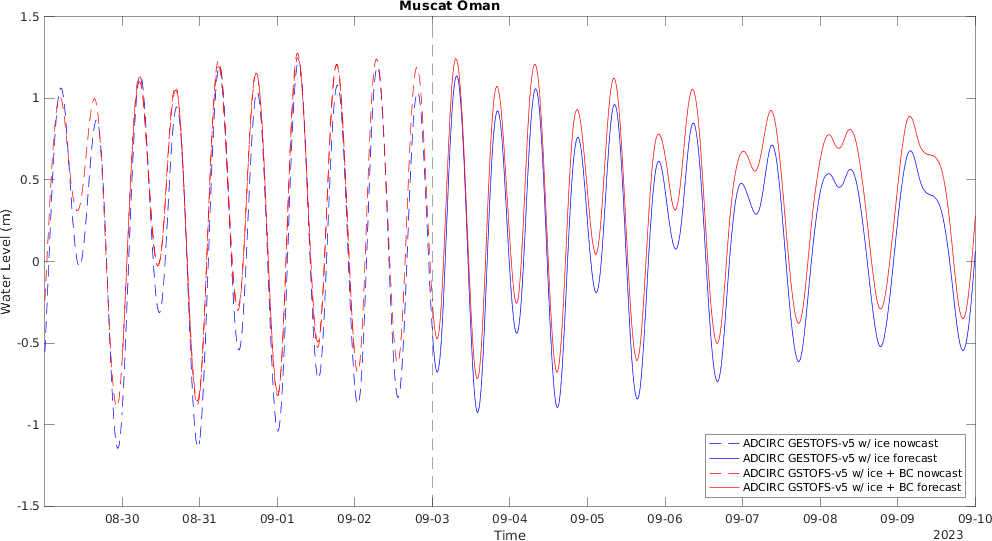 Muscat Oman
1.5
1
0.5
0
-0.5
-1
-1.5
Water Level (m)
08-30 08-31 09-01 09-02 09-03 09-04 09-05 09-06 09-07 09-08 09-09 09-10
Time
2023
ADCIRC GESTOFS-v5 w/ ice nowcast
ADCIRC GESTOFS-v5 w/ ice forecast
ADCIRC GSTOFS-v5 w/ ice + BC nowcast
ADCIRC GSTOFS-v5 w/ ice + BC forecast